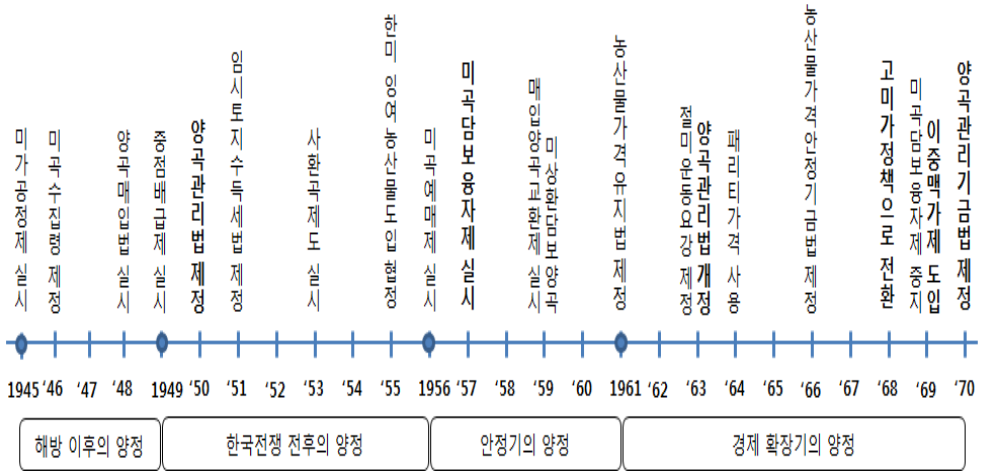 미가공정제 실시
미곡수집령 제정
양곡매입법 실시
중점배급제 실시
양곡관리법 제정
임시토지수득세법 제정
사환곡제도 실시
한미 잉여농산물도입 협정
미곡예매제 실시
미곡담보융자제 실시
매입양곡교환제 실시
미상환담보양곡
농산물가격유지법 제정
절미운동요강 제정
양곡관리법 개정
패리티가격 사용
농산물가격안정기금법 제정
고미가정책으로 전환
미곡담보융자제 중지
이중맥가제 도입
양곡관리기금법 제정
1945 ‘46 ‘47 ‘48 1949 ‘50 ‘51 ‘52 ‘53 ‘54 ‘55 1956 ‘57 ‘58 ‘59 ‘60 1961 ‘62 ‘63 ‘64 ‘65 ‘66 ‘67 ‘68 ‘69 ‘70
해방 이후의 양정
한국전쟁 전후의 양정
안정기의 양정
경제 확장기의 양정